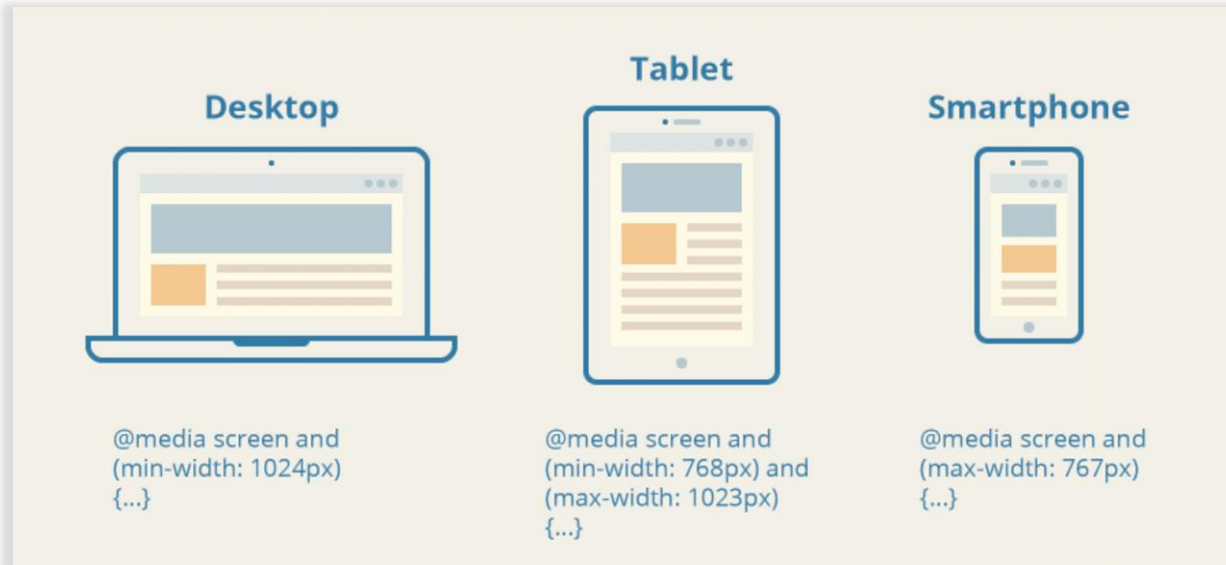 Desktop
@media screen and
(min-width: 1024px)
{...}
Tablet
@media screen and
(min-width: 768px) and
(max-width: 1023px)
{...}
Smartphone
@media screen and
(max-width: 767px)
{...}